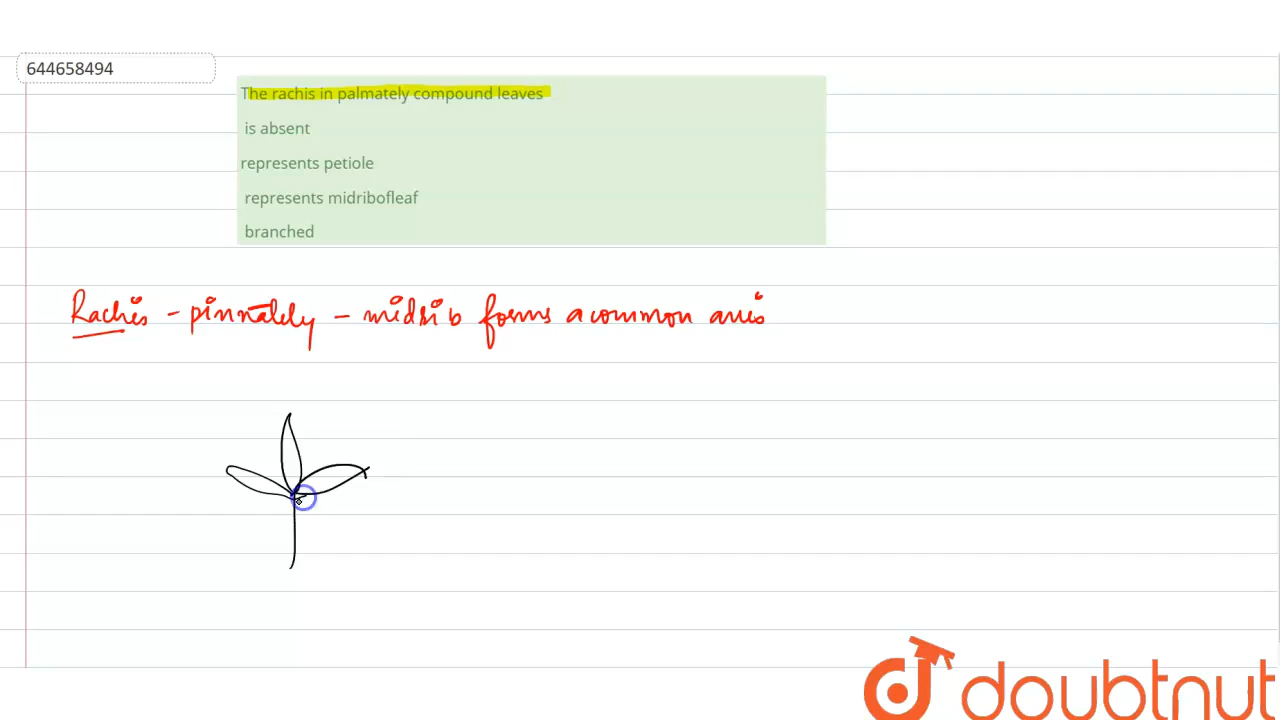 644658494
The rachis in palmately compound leaves
is absent
represents petiole
represents midribofleaf
branched
Rachis - pinnately - midrib forms a common axis
doubtnut